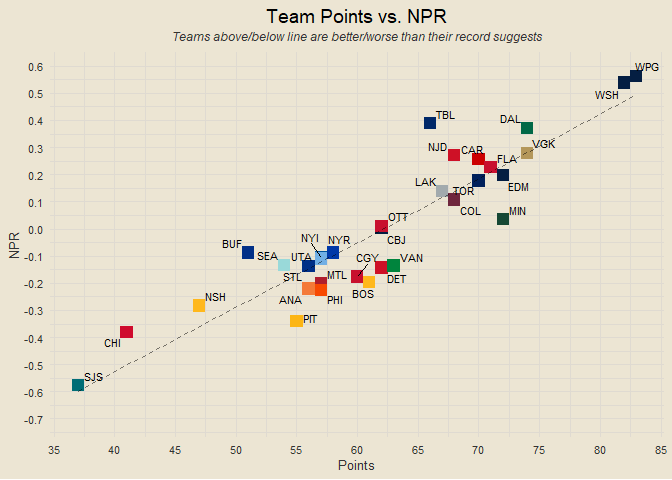 Team Points vs. NPR
Teams above/below line are better/worse than their record suggests
0.6
0.5
0.4
0.3
0.2
0.1
0.0
-0.1
-0.2
-0.3
-0.4
-0.5
-0.6
-0.7
NPR
WPG
WSH
TBL
DAL
NJD
CAR
VGK
FLA
LAK
TOR
EDM
COL
MIN
OTT
CBJ
BUF
NYI
NYR
SEA
UTA
CGY
VAN
STL
MTL
DET
BOS
ANA
PHI
NSH
PIT
CHI
SJS
35
40
45
50
55
60
65
70
75
80
85
Points